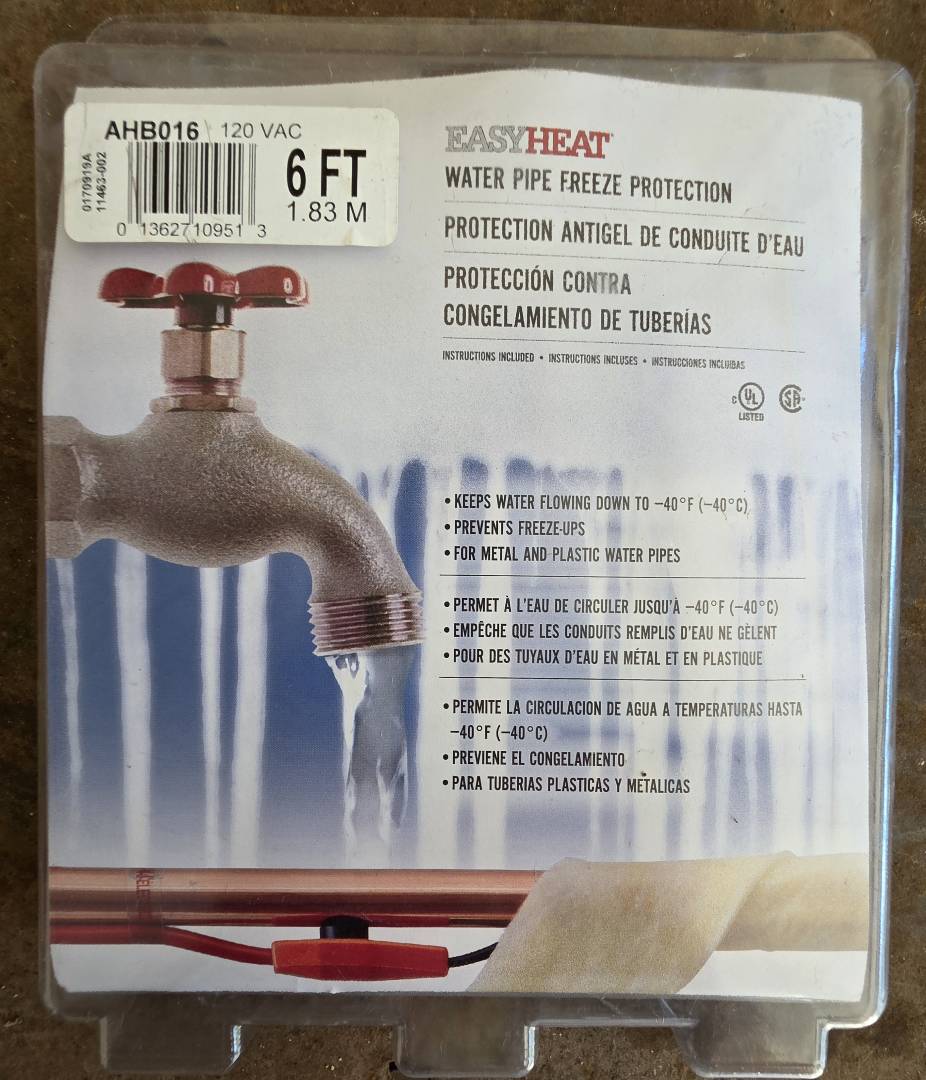 AHB016 120 VAC
0170919A
11463-002
6 FT
1.83 M
0 13627 10951 3
EASYHEAT
WATER PIPE FREEZE PROTECTION
PROTECTION ANTIGEL DE CONDUITE D'EAU
PROTECCIÓN CONTRA
CONGELAMIENTO DE TUBERÍAS
INSTRUCTIONS INCLUDED • INSTRUCTIONS INCLUSES • INSTRUCCIONES INCLUIBAS
C UL SA
LISTED
• KEEPS WATER FLOWING DOWN TO –40°F (–40°C)
• PREVENTS FREEZE-UPS
• FOR METAL AND PLASTIC WATER PIPES
• PERMET À L'EAU DE CIRCULER JUSQU'À –40°F (–40°C)
• EMPÊCHE QUE LES CONDUITS REMPLIS D'EAU NE GÈLENT
• POUR DES TUYAUX D'EAU EN MÉTAL ET EN PLASTIQUE
• PERMITE LA CIRCULACION DE AGUA A TEMPERATURAS HASTA
–40°F (–40°C)
• PREVIENE EL CONGELAMIENTO
• PARA TUBERIAS PLASTICAS Y METALICAS